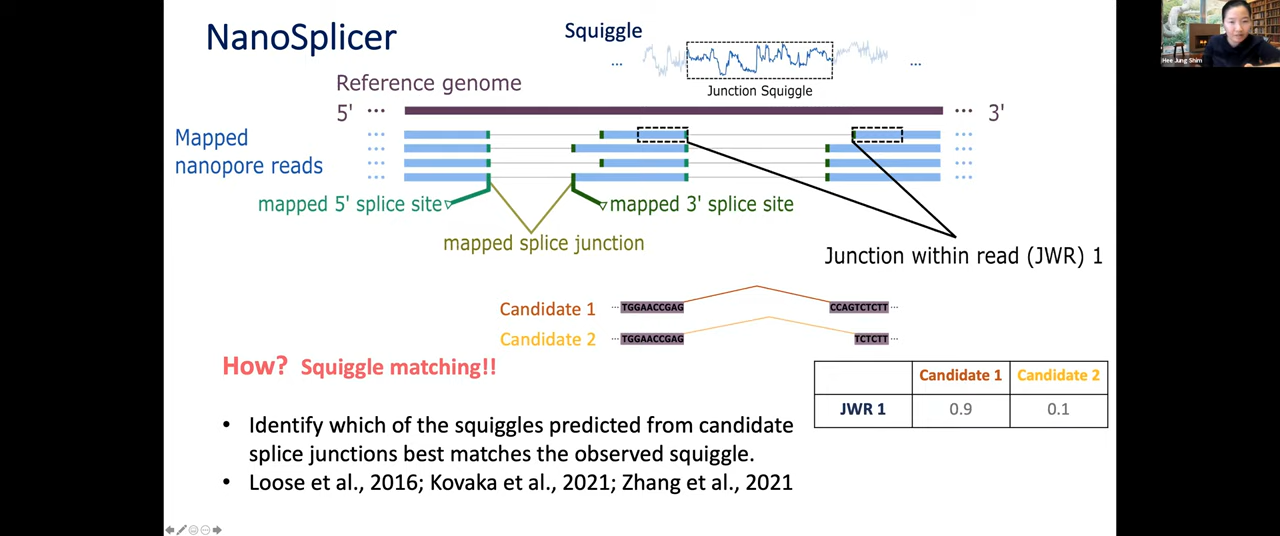 NanoSplicer
Squiggle
Hee Jung Shim
... ...
Junction Squiggle
Reference genome
5' ... ... 3'
Mapped
nanopore reads
mapped 5' splice site
mapped 3' splice site
mapped splice junction
Junction within read (JWR) 1
Candidate 1 ...TGGAACCGAG CCAGTCTCTT...
Candidate 2 ...TGGAACCGAG TCTCTT...
How? Squiggle matching!!
Candidate 1 Candidate 2
JWR 1 0.9 0.1
• Identify which of the squiggles predicted from candidate
splice junctions best matches the observed squiggle.
• Loose et al., 2016; Kovaka et al., 2021; Zhang et al., 2021